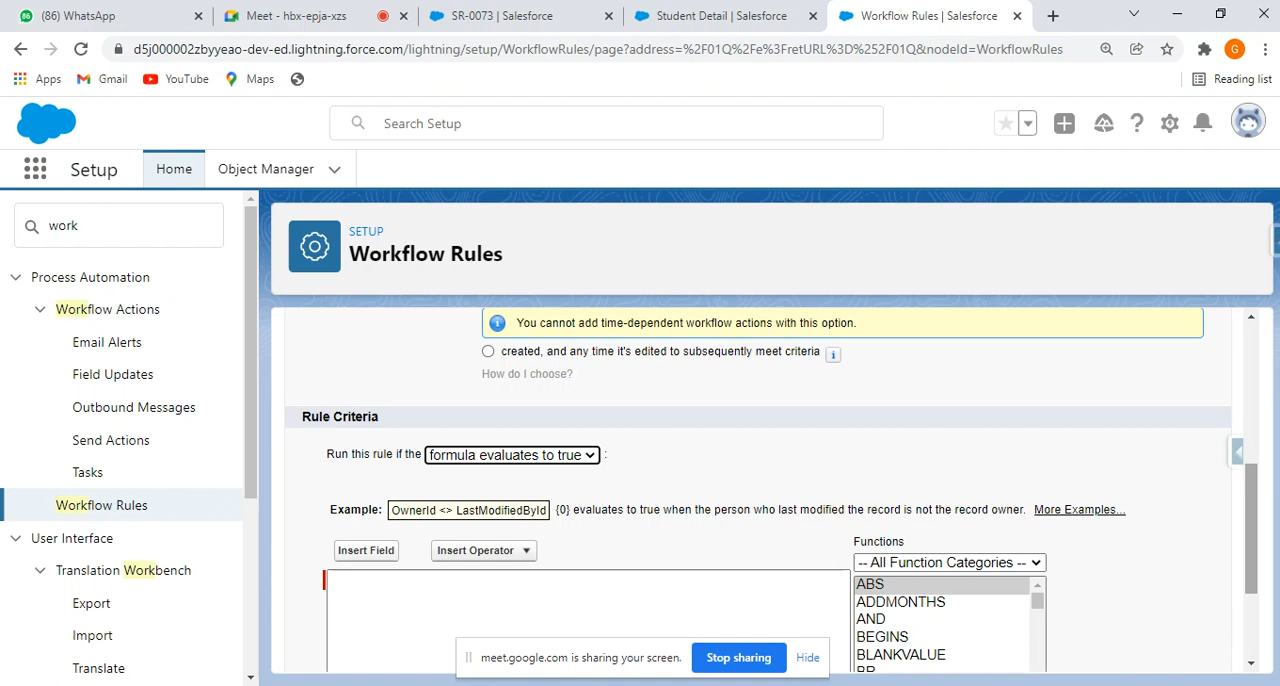 (86) WhatsApp
Meet - hbx-epja-xzs
SR-0073 | Salesforce
Student Detail | Salesforce
Workflow Rules | Salesforce
d5j000002zbyyeao-dev-ed.lightning.force.com/lightning/setup/WorkflowRules/page?address=%2F01Q%2Fe%3FretURL%3D%252F01Q&nodeId=WorkflowRules
G
Apps
Gmail
YouTube
Maps
Reading list
Search Setup
Setup
Home
Object Manager
work
Process Automation
Workflow Actions
Email Alerts
Field Updates
Outbound Messages
Send Actions
Tasks
Workflow Rules
User Interface
Translation Workbench
Export
Import
Translate
SETUP
Workflow Rules
You cannot add time-dependent workflow actions with this option.
created, and any time it's edited to subsequently meet criteria
How do I choose?
Rule Criteria
Run this rule if the formula evaluates to true :
Example: OwnerId <> LastModifiedById {0} evaluates to true when the person who last modified the record is not the record owner. More Examples...
Insert Field
Insert Operator
Functions
-- All Function Categories --
ABS
ADDMONTHS
AND
BEGINS
BLANKVALUE
BR
meet.google.com is sharing your screen.
Stop sharing
Hide